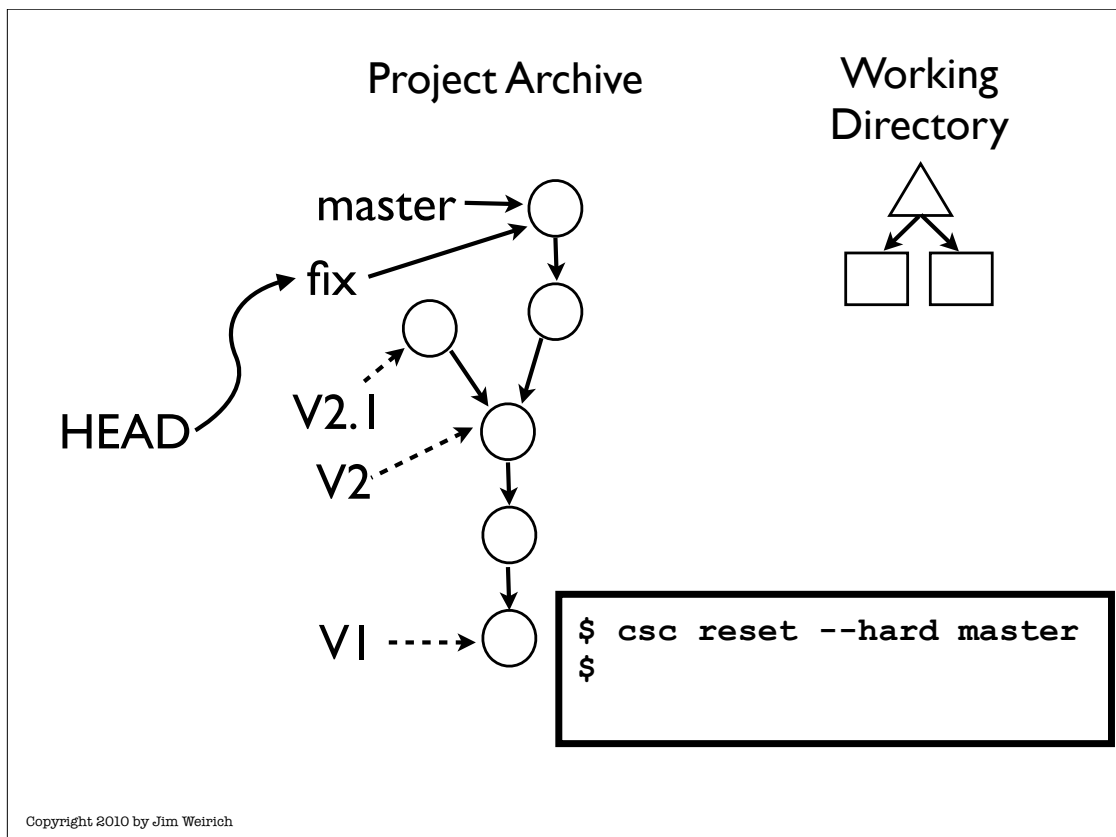 Project Archive
Working
Directory
master
fix
V2.1
HEAD
V2
V1
$ csc reset --hard master
$
Copyright 2010 by Jim Weirich